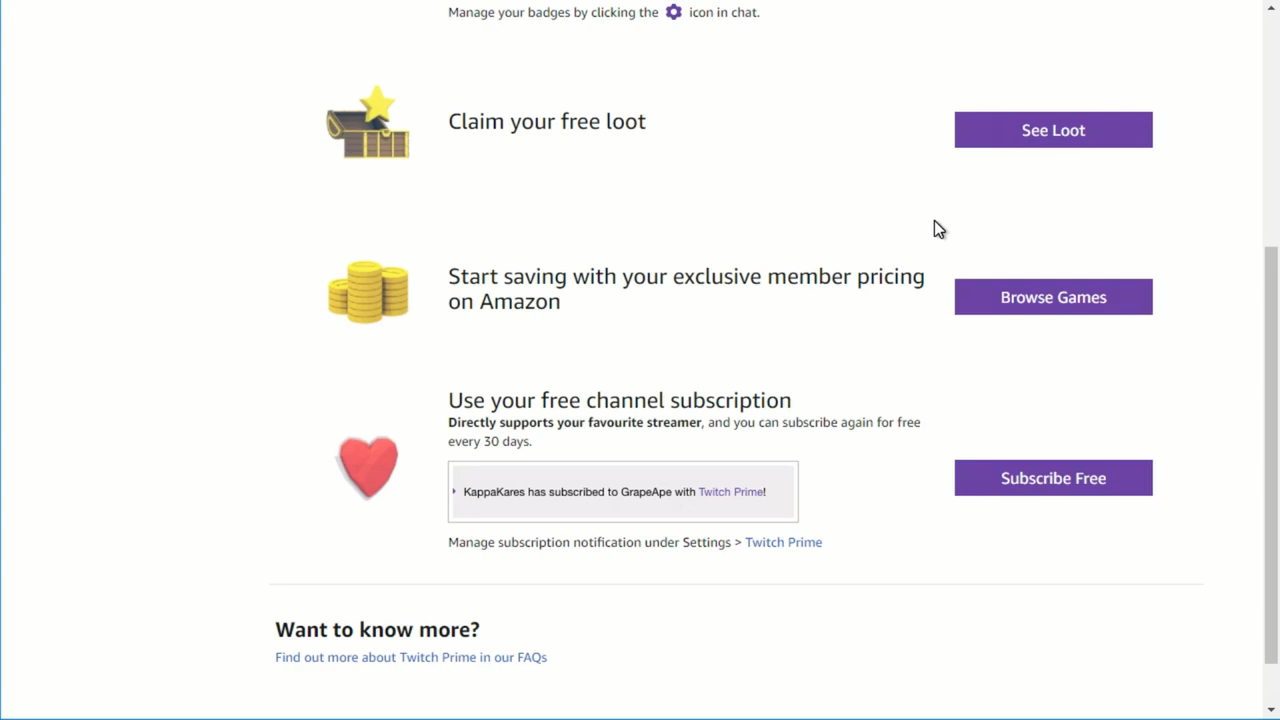 Manage your badges by clicking the icon in chat.
Claim your free loot
See Loot
Start saving with your exclusive member pricing
on Amazon
Browse Games
Use your free channel subscription
Directly supports your favourite streamer, and you can subscribe again for free
every 30 days.
KappaKares has subscribed to GrapeApe with Twitch Prime!
Subscribe Free
Manage subscription notification under Settings > Twitch Prime
Want to know more?
Find out more about Twitch Prime in our FAQs